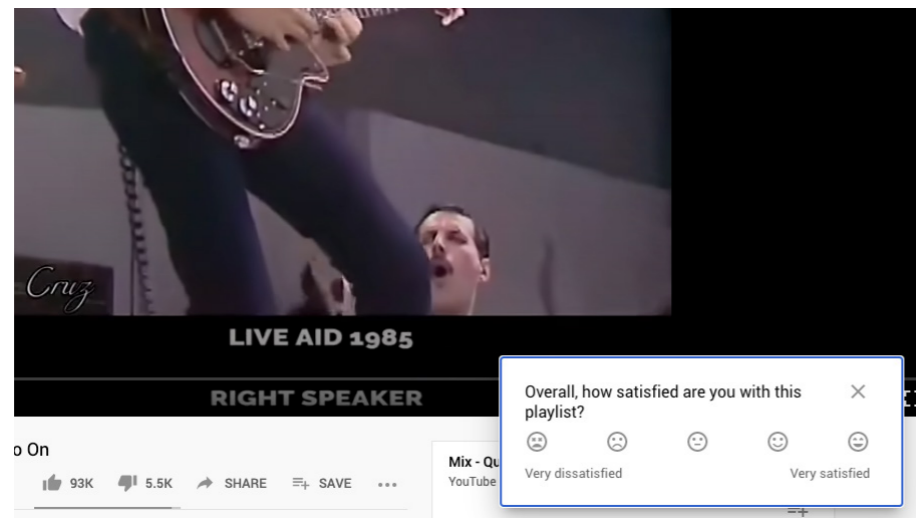 Cruz
LIVE AID 1985
RIGHT SPEAKER
Overall, how satisfied are you with this
playlist?
Very dissatisfied
Very satisfied
o On
93K
5.5K
SHARE
SAVE
Mix - Qu
YouTube